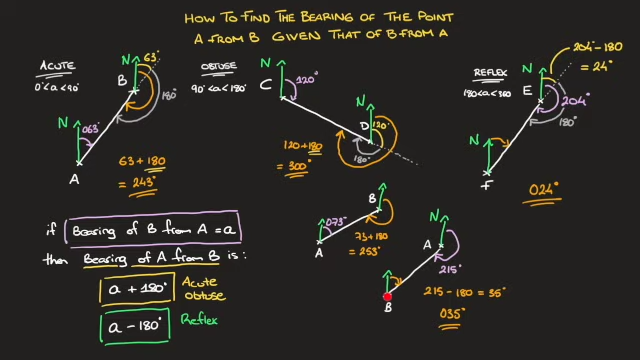 How To Find The Bearing Of The Point
A From B Given That Of B From A
ACUTE
0°<a<90°
N
63°
B
180°
N
063°
A
63 + 180
= 243°
OBTUSE
90°<a<180°
N
120°
C
N
D
120°
180°
120 + 180
= 300°
REFLEX
180<a<360
204° - 180
= 24°
N
E
204°
180°
N
F
024°
if Bearing of B from A = a
then Bearing of A from B is:
a + 180°
Acute
obtuse
a - 180°
Reflex
B
073°
A
73 + 180
= 253°
N
A
215°
B
215 - 180 = 35°
035°